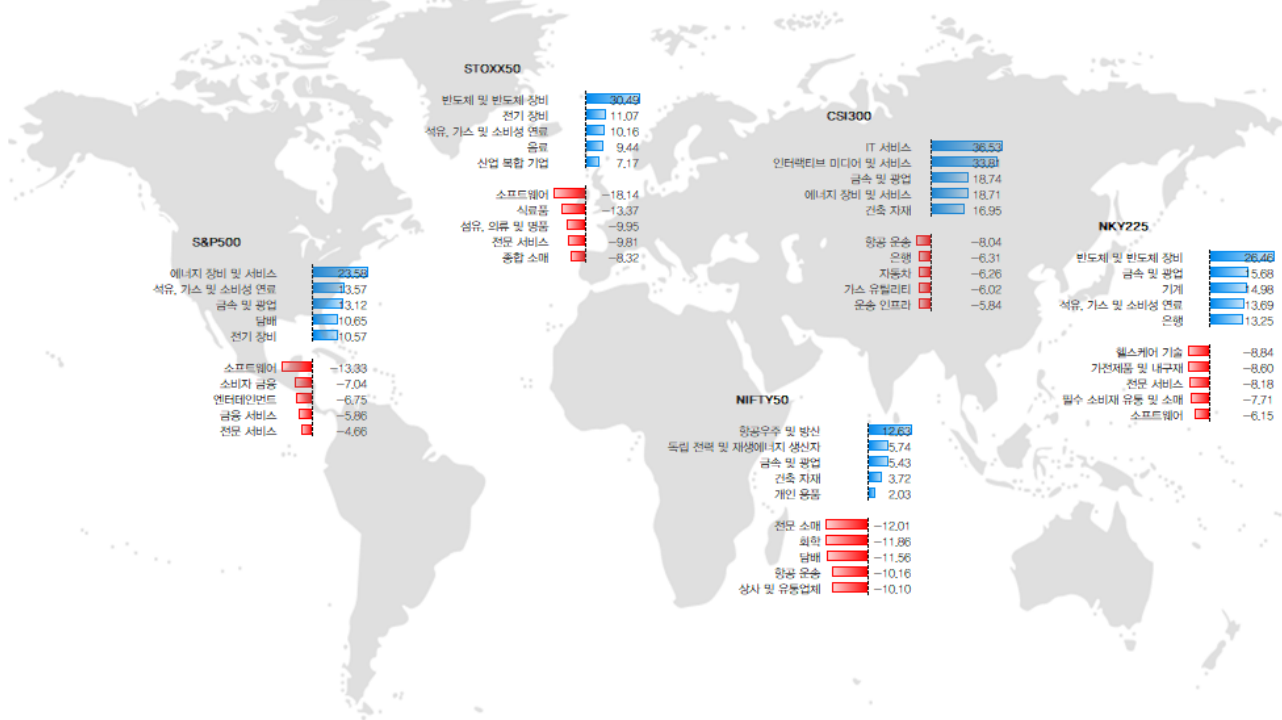 STOXX50
반도체 및 반도체 장비 30.49
전기 장비 11.07
석유, 가스 및 소비성 연료 10.16
음료 9.44
산업 복합 기업 7.17
소프트웨어 -18.14
식료품 -13.37
섬유, 의류 및 명품 -9.95
전문 서비스 -9.81
종합 소매 -8.32
CSI300
IT 서비스 36.53
인터랙티브 미디어 및 서비스 33.81
금속 및 광업 18.74
에너지 장비 및 서비스 18.71
건축 자재 16.95
항공 운송 -8.04
은행 -6.31
자동차 -6.26
가스 유틸리티 -6.02
운송 인프라 -5.84
S&P500
에너지 장비 및 서비스 23.58
석유, 가스 및 소비성 연료 13.57
금속 및 광업 13.12
담배 10.65
전기 장비 10.57
소프트웨어 -13.33
소비자 금융 -7.04
엔터테인먼트 -6.75
금융 서비스 -5.86
전문 서비스 -4.66
NKY225
반도체 및 반도체 장비 26.46
금속 및 광업 5.68
기계 14.98
석유, 가스 및 소비성 연료 13.69
은행 13.25
헬스케어 기술 -8.84
가전제품 및 내구재 -8.60
전문 서비스 -8.18
필수 소비재 유통 및 소매 -7.71
소프트웨어 -6.15
NIFTY50
항공우주 및 방산 12.63
독립 전력 및 재생에너지 생산자 5.74
금속 및 광업 5.43
건축 자재 3.72
개인 용품 2.03
전문 소매 -12.01
화학 -11.86
담배 -11.56
항공 운송 -10.16
상사 및 유통업체 -10.10